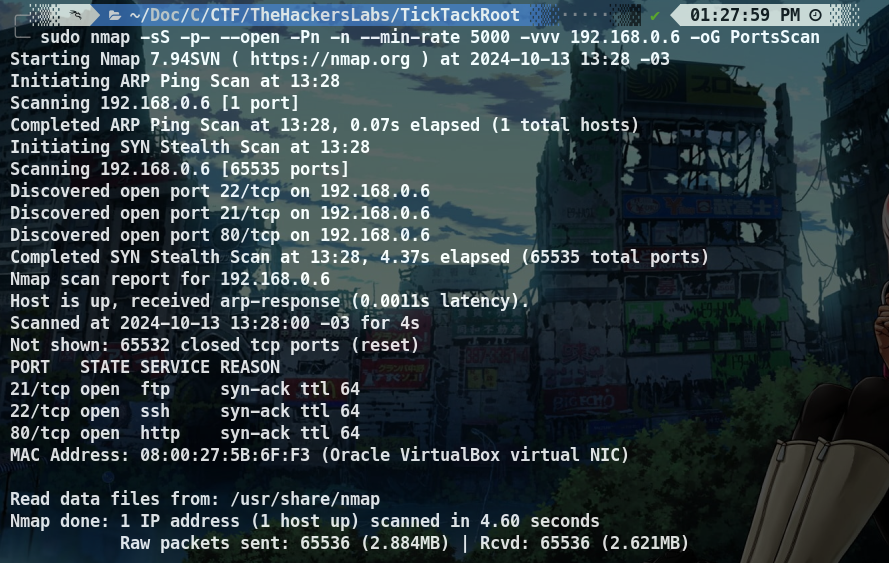 ~/Doc/C/CTF/TheHackersLabs/TickTackRoot ✔ 01:27:59 PM
sudo nmap -sS -p- --open -Pn -n --min-rate 5000 -vvv 192.168.0.6 -oG PortsScan
Starting Nmap 7.94SVN ( https://nmap.org ) at 2024-10-13 13:28 -03
Initiating ARP Ping Scan at 13:28
Scanning 192.168.0.6 [1 port]
Completed ARP Ping Scan at 13:28, 0.07s elapsed (1 total hosts)
Initiating SYN Stealth Scan at 13:28
Scanning 192.168.0.6 [65535 ports]
Discovered open port 22/tcp on 192.168.0.6
Discovered open port 21/tcp on 192.168.0.6
Discovered open port 80/tcp on 192.168.0.6
Completed SYN Stealth Scan at 13:28, 4.37s elapsed (65535 total ports)
Nmap scan report for 192.168.0.6
Host is up, received arp-response (0.0011s latency).
Scanned at 2024-10-13 13:28:00 -03 for 4s
Not shown: 65532 closed tcp ports (reset)
PORT   STATE SERVICE REASON
21/tcp open  ftp     syn-ack ttl 64
22/tcp open  ssh     syn-ack ttl 64
80/tcp open  http    syn-ack ttl 64
MAC Address: 08:00:27:5B:6F:F3 (Oracle VirtualBox virtual NIC)
Read data files from: /usr/share/nmap
Nmap done: 1 IP address (1 host up) scanned in 4.60 seconds
Raw packets sent: 65536 (2.884MB) | Rcvd: 65536 (2.621MB)